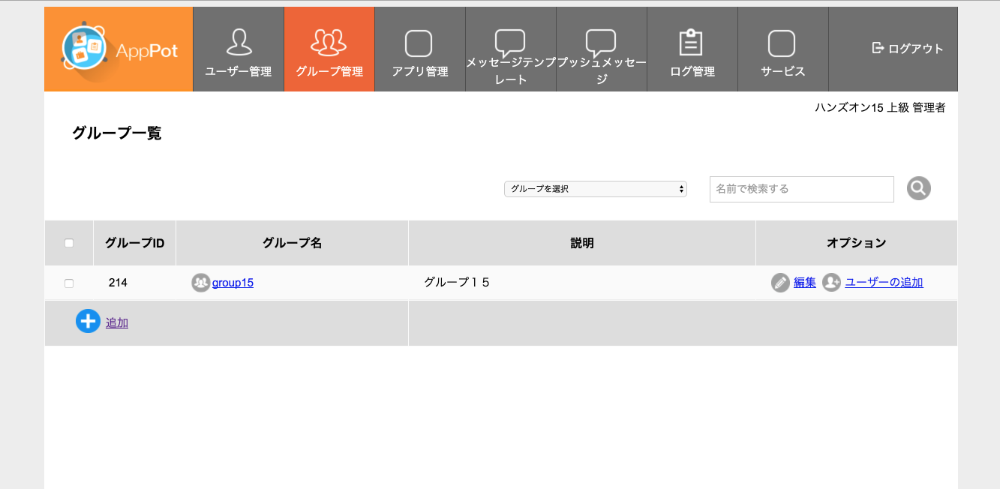 AppPot
ユーザー管理
グループ管理
アプリ管理
メッセージテンプ
レート
プッシュメッセー
ジ
ログ管理
サービス
ログアウト
ハンズオン15 上級 管理者
グループ一覧
グループを選択
名前で検索する
グループID
グループ名
説明
オプション
214
group15
グループ１５
編集
ユーザーの追加
追加